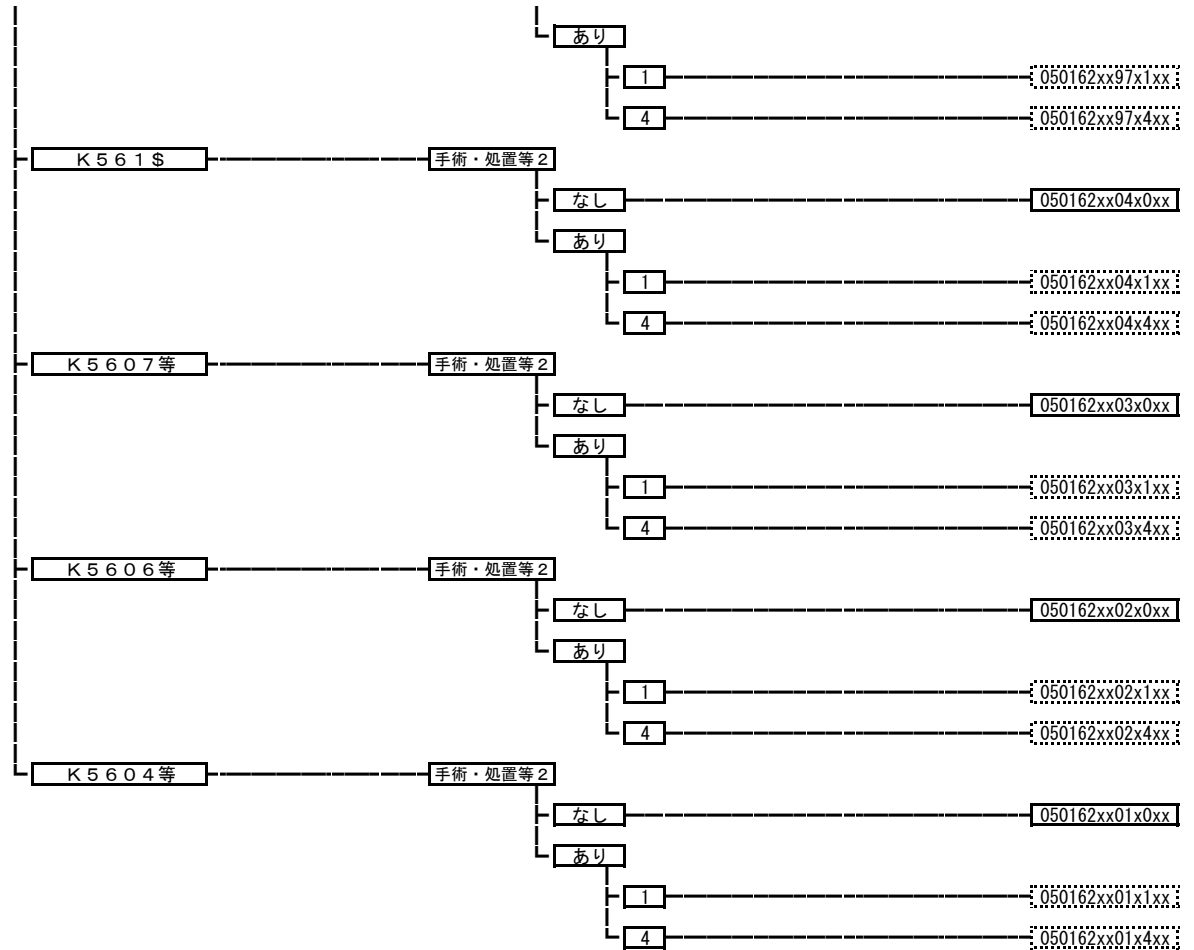 あり
1 050162xx97x1xx
4 050162xx97x4xx
Ｋ５６１＄ 手術・処置等２
なし 050162xx04x0xx
あり
1 050162xx04x1xx
4 050162xx04x4xx
Ｋ５６０７等 手術・処置等２
なし 050162xx03x0xx
あり
1 050162xx03x1xx
4 050162xx03x4xx
Ｋ５６０６等 手術・処置等２
なし 050162xx02x0xx
あり
1 050162xx02x1xx
4 050162xx02x4xx
Ｋ５６０４等 手術・処置等２
なし 050162xx01x0xx
あり
1 050162xx01x1xx
4 050162xx01x4xx